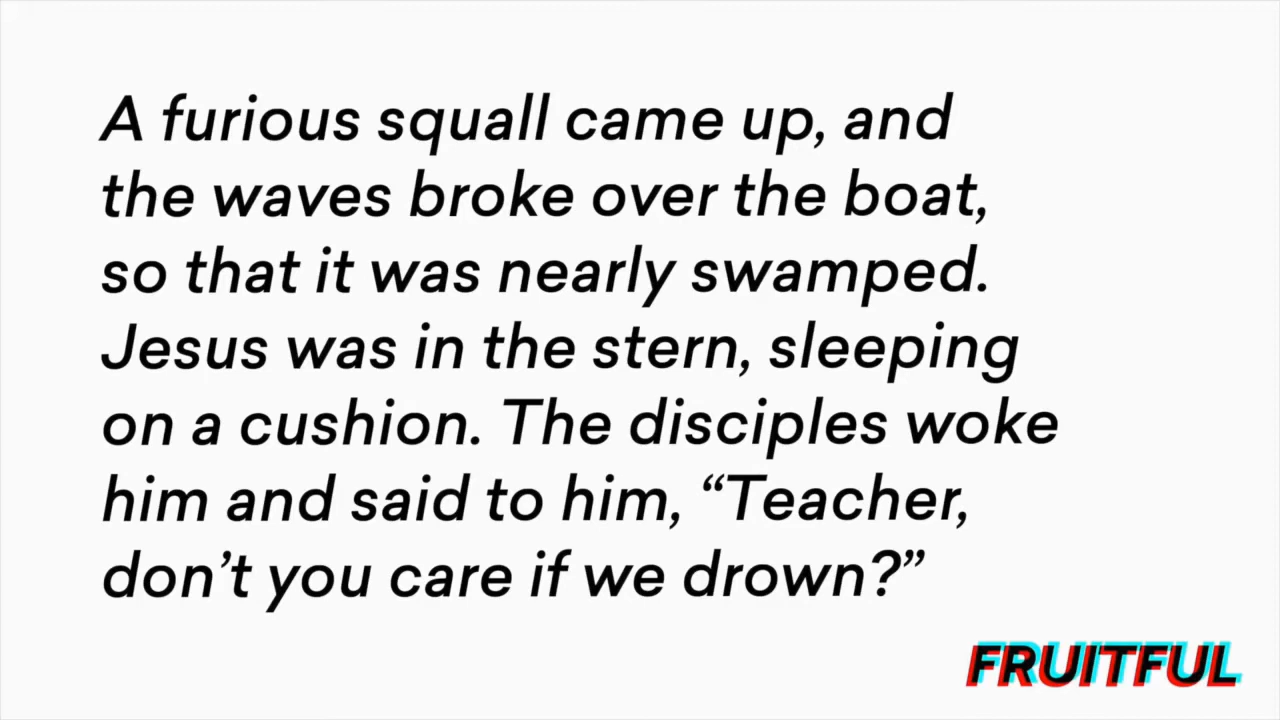 A furious squall came up, and
the waves broke over the boat,
so that it was nearly swamped.
Jesus was in the stern, sleeping
on a cushion. The disciples woke
him and said to him, “Teacher,
don’t you care if we drown?”
FRUITFUL